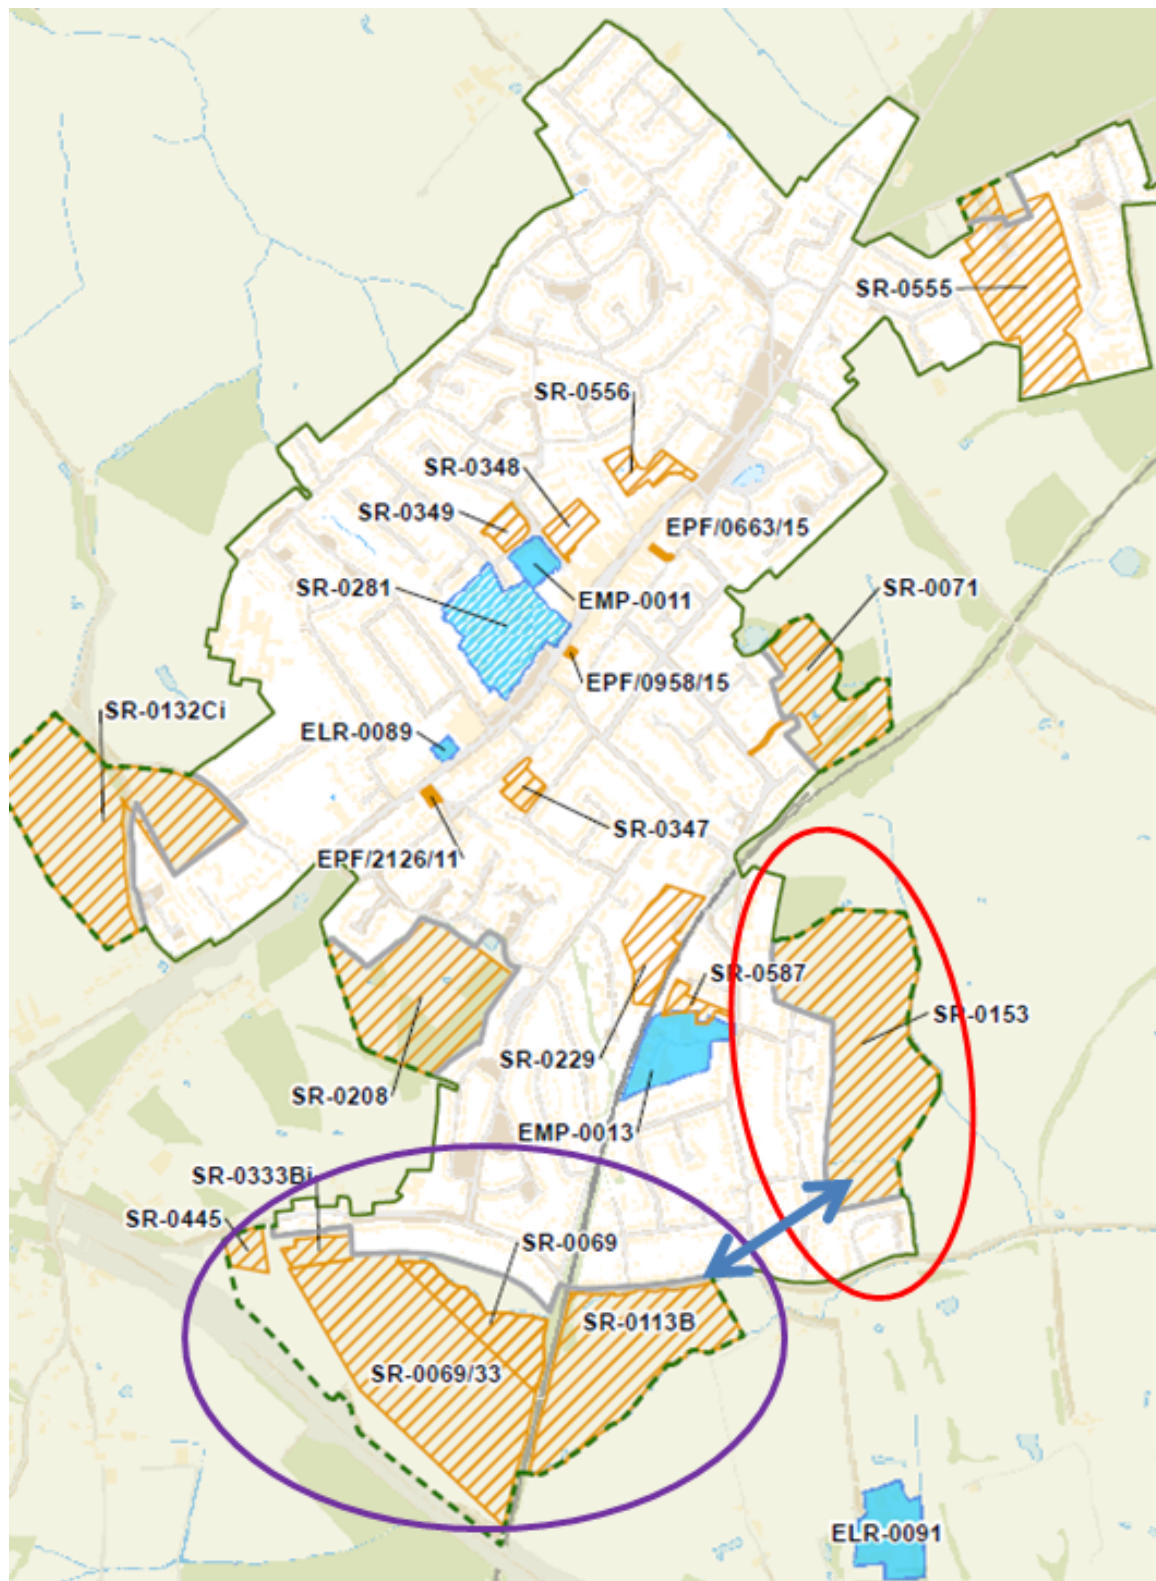 SR-0555
SR-0556
SR-0348
SR-0349
EPF/0663/15
SR-0281
EMP-0011
SR-0071
EPF/0958/15
SR-0132Ci
ELR-0089
SR-0347
EPF/2126/11
SR-0587
SR-0153
SR-0229
SR-0208
EMP-0013
SR-0333Bi
SR-0445
SR-0069
SR-0113B
SR-0069/33
ELR-0091